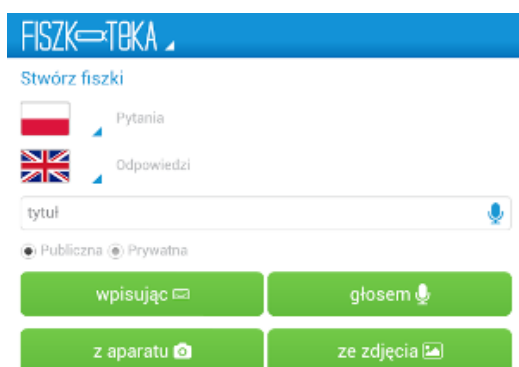 FISZKOTEKA
Stwórz fiszki
Pytania
Odpowiedzi
tytuł
Publiczna Prywatna
wpisując głosem
z aparatu ze zdjęcia